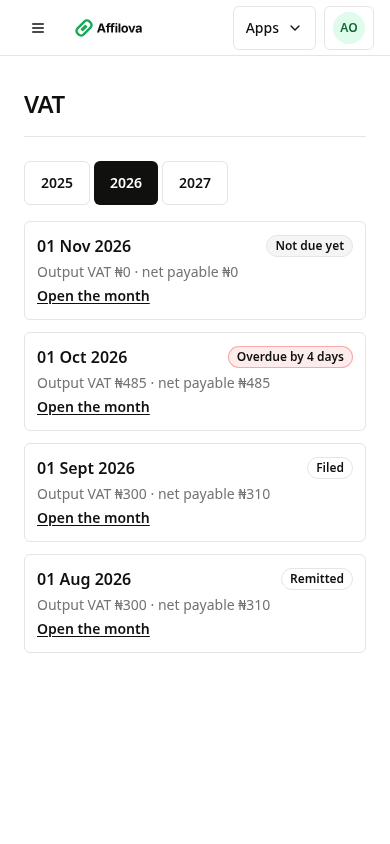 Affilova
Apps
AO
VAT
2025
2026
2027
01 Nov 2026
Not due yet
Output VAT ₦0 · net payable ₦0
Open the month
01 Oct 2026
Overdue by 4 days
Output VAT ₦485 · net payable ₦485
Open the month
01 Sept 2026
Filed
Output VAT ₦300 · net payable ₦310
Open the month
01 Aug 2026
Remitted
Output VAT ₦300 · net payable ₦310
Open the month